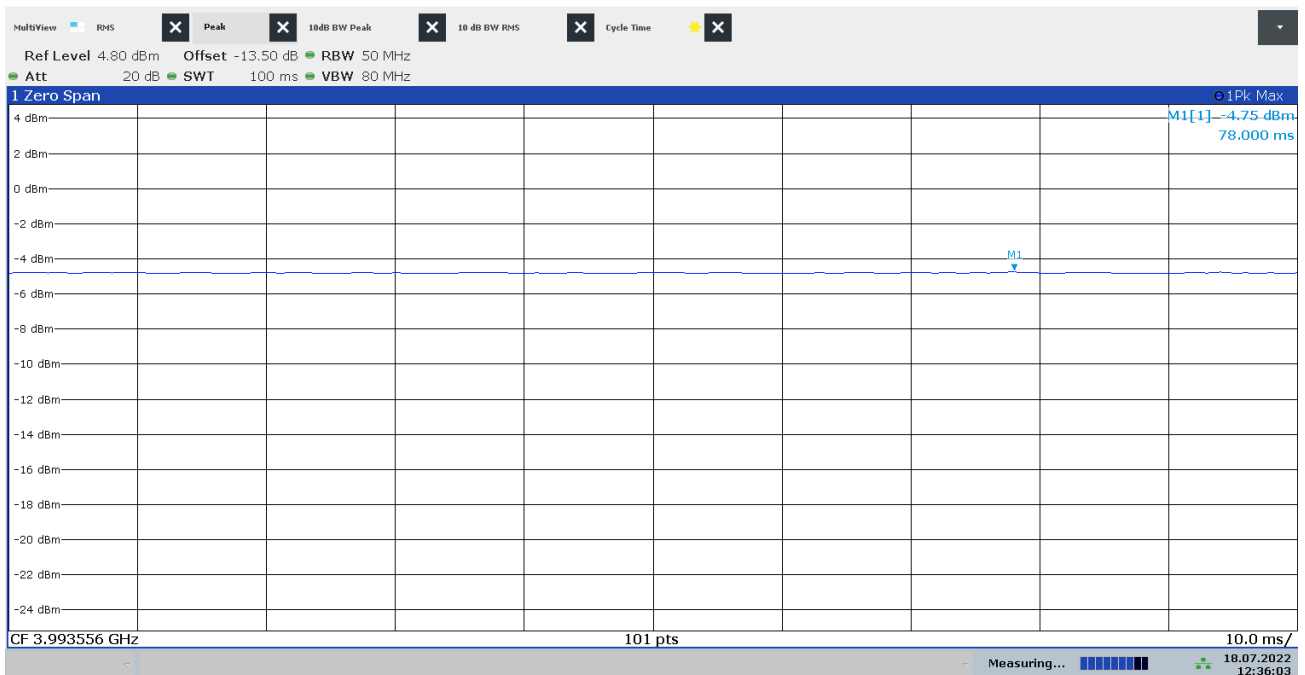 MultiView RMS Peak 10dB BW Peak 10 dB BW RMS Cycle Time
Ref Level 4.80 dBm Offset -13.50 dB RBW 50 MHz
Att 20 dB SWT 100 ms VBW 80 MHz
1 Zero Span 1Pk Max
4 dBm M1[1] -4.75 dBm
78.000 ms
2 dBm
0 dBm
-2 dBm
-4 dBm M1
-6 dBm
-8 dBm
-10 dBm
-12 dBm
-14 dBm
-16 dBm
-18 dBm
-20 dBm
-22 dBm
-24 dBm
CF 3.993556 GHz 101 pts 10.0 ms/
Measuring... 18.07.2022
12:36:03